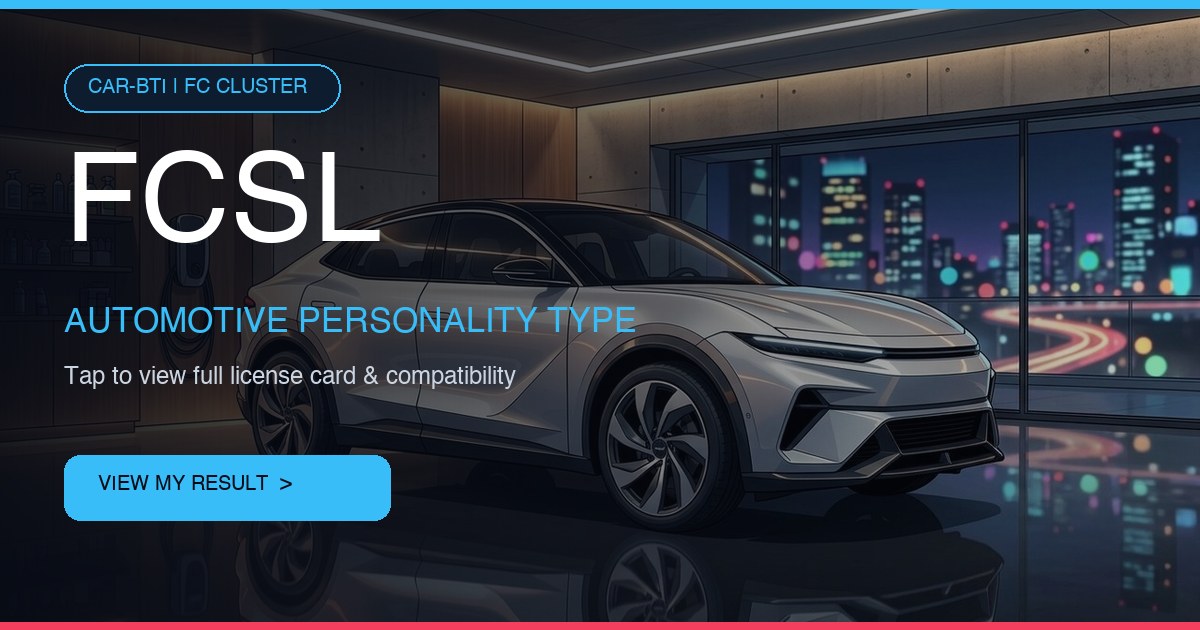 CAR-BTI | FC CLUSTER
FCSL
AUTOMOTIVE PERSONALITY TYPE
Tap to view full license card & compatibility
VIEW MY RESULT >